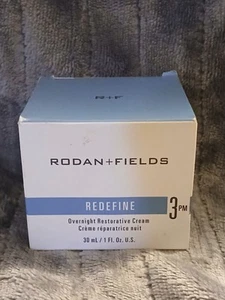 R+F
RODAN+FIELDS
REDEFINE
3PM
Overnight Restorative Cream
Crème réparatrice nuit
30 mL / 1 Fl. Oz. U.S.